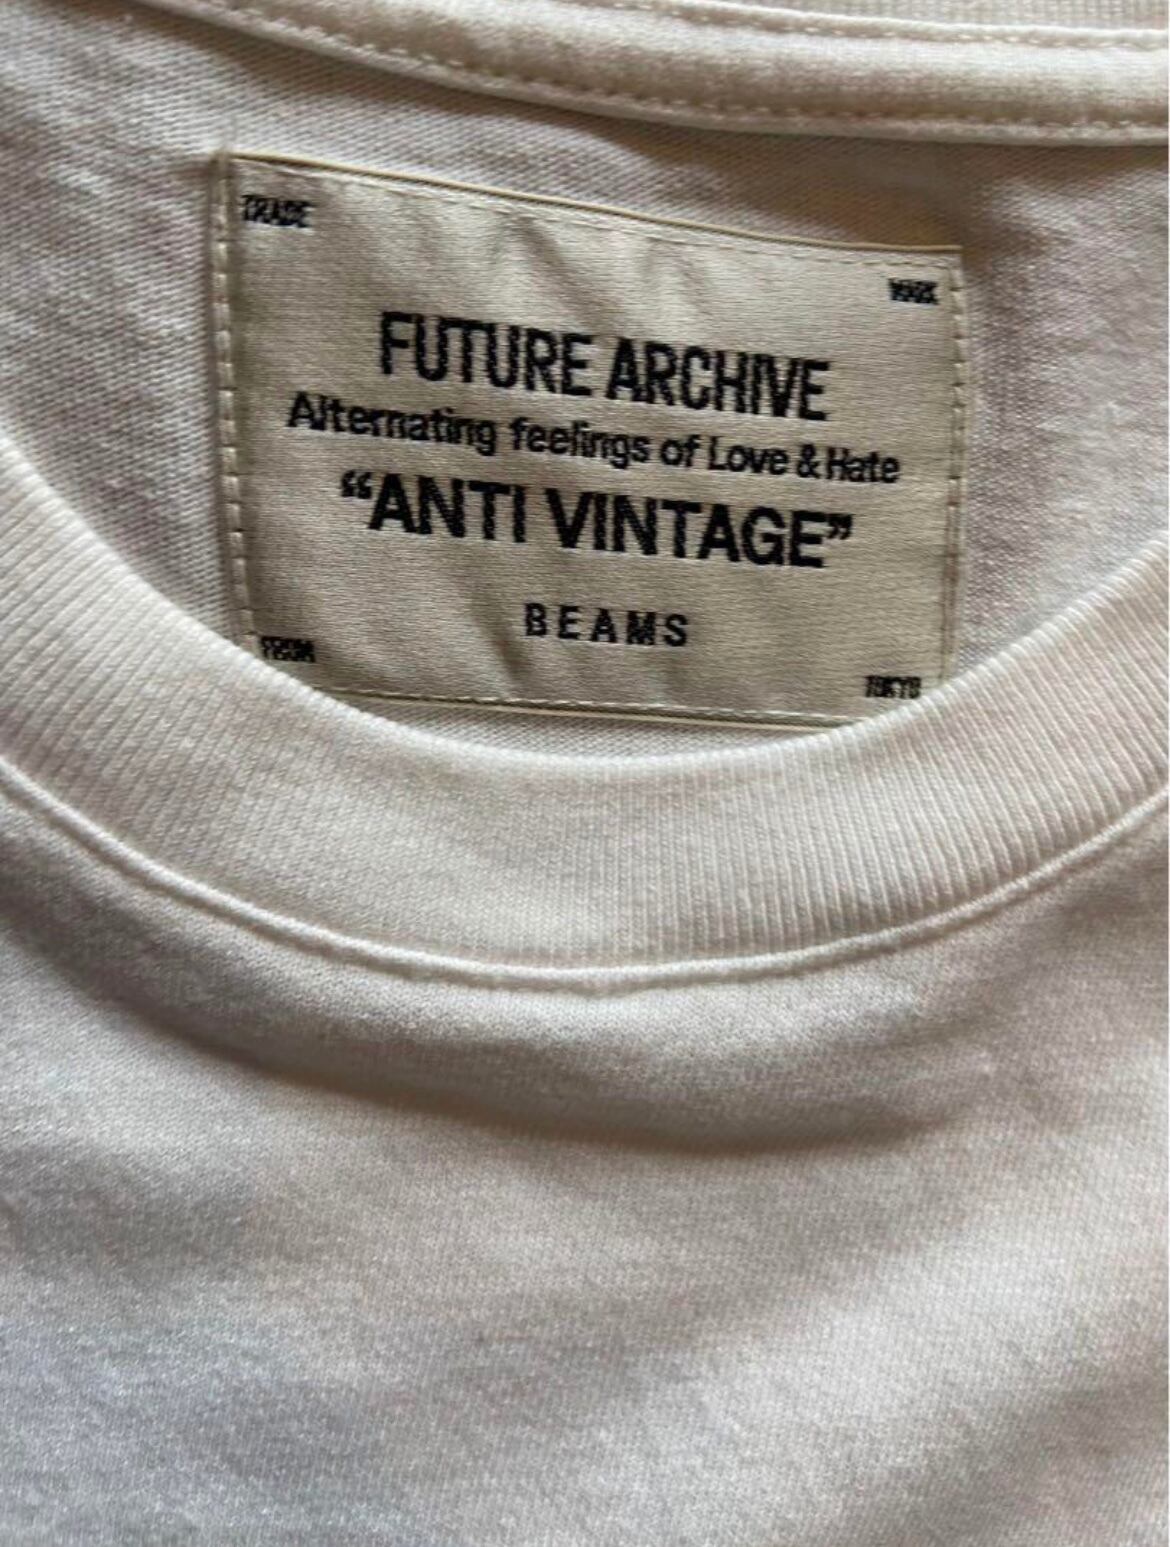 TRADE
MARK
FUTURE ARCHIVE
Alternating feelings of Love & Hate
“ANTI VINTAGE”
BEAMS
FROM
TOKYO